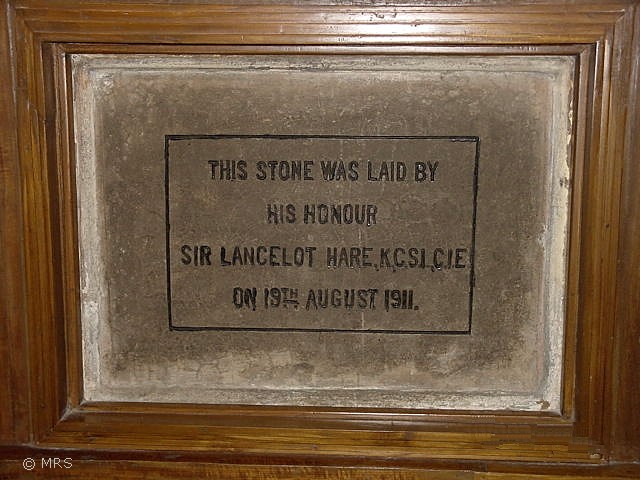 THIS STONE WAS LAID BY
HIS HONOUR
SIR LANCELOT HARE, K.C.S.I., C.I.E
ON 19TH AUGUST 1911.
© MRS